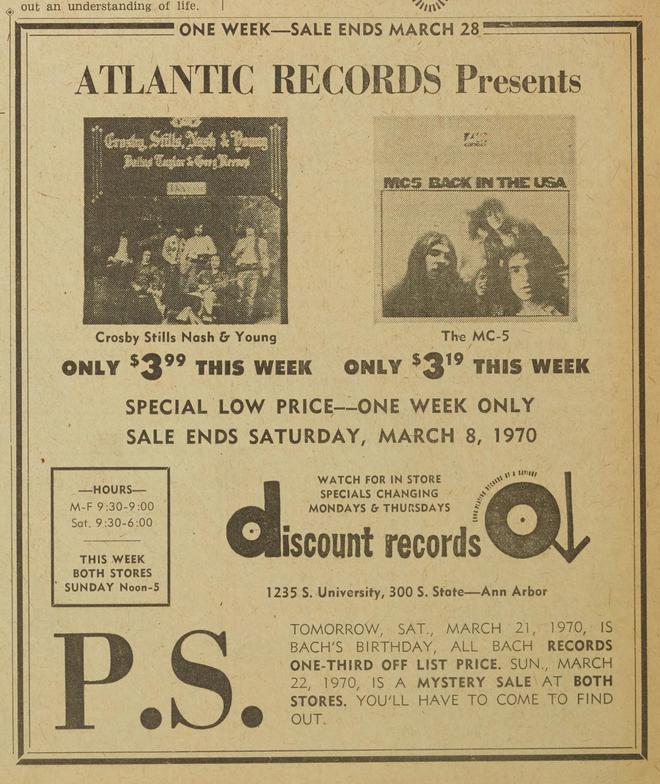 out an understanding of life.
ONE WEEK—SALE ENDS MARCH 28
ATLANTIC RECORDS Presents
Crosby, Stills, Nash & Young
Dallas Taylor & Greg Reeves
MC5 BACK IN THE USA
Crosby Stills Nash & Young
The MC-5
ONLY $3.99 THIS WEEK
ONLY $3.19 THIS WEEK
SPECIAL LOW PRICE––ONE WEEK ONLY
SALE ENDS SATURDAY, MARCH 8, 1970
—HOURS—
M-F 9:30-9:00
Sat. 9:30-6:00
THIS WEEK
BOTH STORES
SUNDAY Noon-5
WATCH FOR IN STORE
SPECIALS CHANGING
MONDAYS & THURSDAYS
discount records
LONG PLAYING RECORDS AT A SAVINGS
1235 S. University, 300 S. State—Ann Arbor
P.S.
TOMORROW, SAT., MARCH 21, 1970, IS
BACH'S BIRTHDAY, ALL BACH RECORDS
ONE-THIRD OFF LIST PRICE. SUN., MARCH
22, 1970, IS A MYSTERY SALE AT BOTH
STORES. YOU'LL HAVE TO COME TO FIND
OUT.